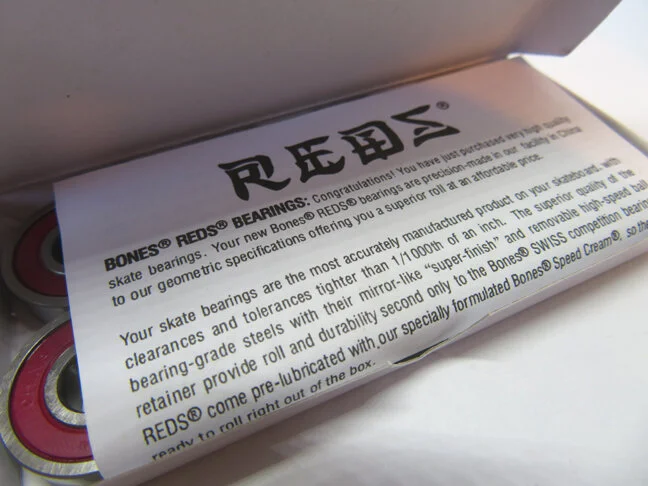 REDS®
BONES® REDS® BEARINGS: Congratulations! You have just purchased very high quality
skate bearings. Your new Bones® REDS® bearings are precision-made in our facility in China
to our geometric specifications offering you a superior roll at an affordable price.
Your skate bearings are the most accurately manufactured product on your skateboard with
clearances and tolerances tighter than 1/1000th of an inch. The superior quality of the
bearing-grade steels with their mirror-like “super-finish” and removable high-speed ball
retainer provide roll and durability second only to the Bones® SWISS competition bearing
REDS® come pre-lubricated with our specially formulated Bones® Speed Cream®, so the
ready to roll right out of the box.